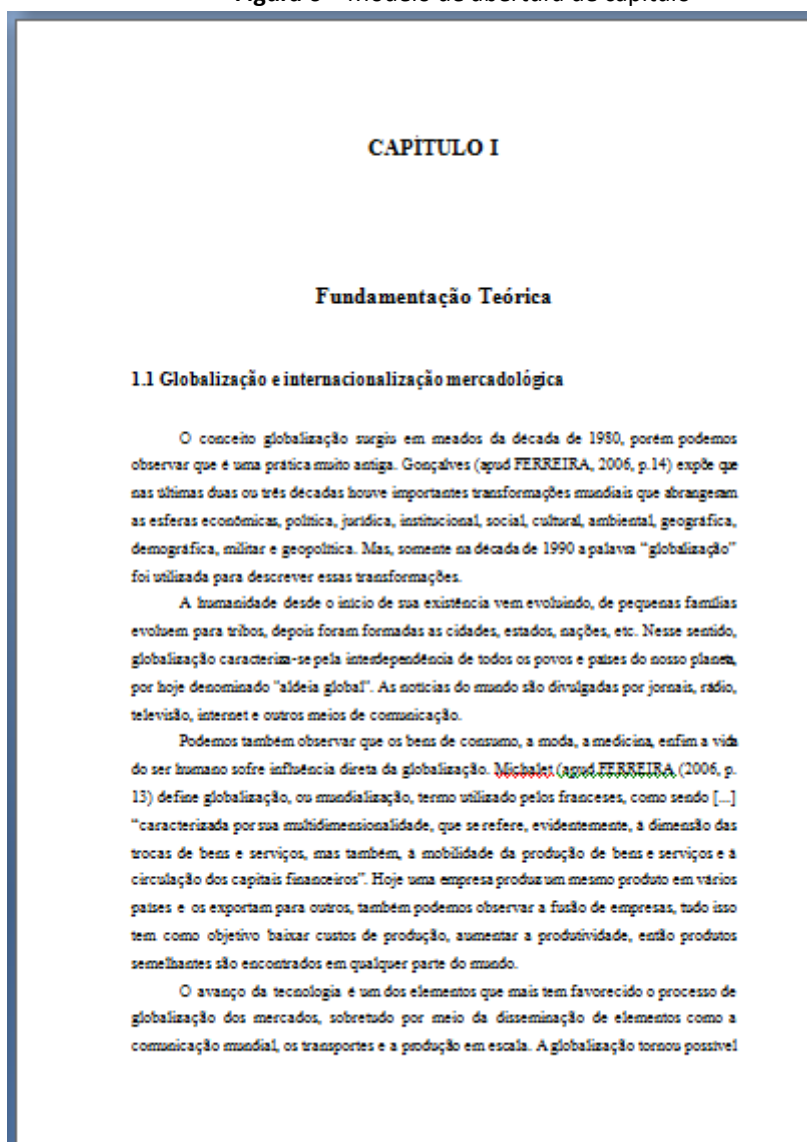 Modelo de abertura de capítulo
CAPÍTULO I
Fundamentação Teórica
1.1 Globalização e internacionalização mercadológica
O conceito globalização surgiu em meados da década de 1980, porém podemos
observar que é uma prática muito antiga. Gonçalves (apud FERREIRA, 2006, p.14) expõe que
nas últimas duas ou três décadas houve importantes transformações mundiais que abrangeram
as esferas econômicas, política, jurídica, institucional, social, cultural, ambiental, geográfica,
demográfica, militar e geopolítica. Mas, somente na década de 1990 a palavra “globalização”
foi utilizada para descrever essas transformações.
A humanidade desde o início de sua existência vem evoluindo, de pequenas famílias
evoluem para tribos, depois foram formadas as cidades, estados, nações, etc. Nesse sentido,
globalização caracteriza-se pela interdependência de todos os povos e países do nosso planeta,
por hoje denominado "aldeia global". As notícias do mundo são divulgadas por jornais, rádio,
televisão, internet e outros meios de comunicação.
Podemos também observar que os bens de consumo, a moda, a medicina, enfim a vida
do ser humano sofre influência direta da globalização. Michalet (apud FERREIRA (2006, p.
13) define globalização, ou mundialização, termo utilizado pelos franceses, como sendo [...]
“caracterizada por sua multidimensionalidade, que se refere, evidentemente, à dimensão das
trocas de bens e serviços, mas também, à mobilidade da produção de bens e serviços e à
circulação dos capitais financeiros”. Hoje uma empresa produz um mesmo produto em vários
países e os exportam para outros, também podemos observar a fusão de empresas, tudo isso
tem como objetivo baixar custos de produção, aumentar a produtividade, então produtos
semelhantes são encontrados em qualquer parte do mundo.
O avanço da tecnologia é um dos elementos que mais tem favorecido o processo de
globalização dos mercados, sobretudo por meio da disseminação de elementos como a
comunicação mundial, os transportes e a produção em escala. A globalização tornou possível